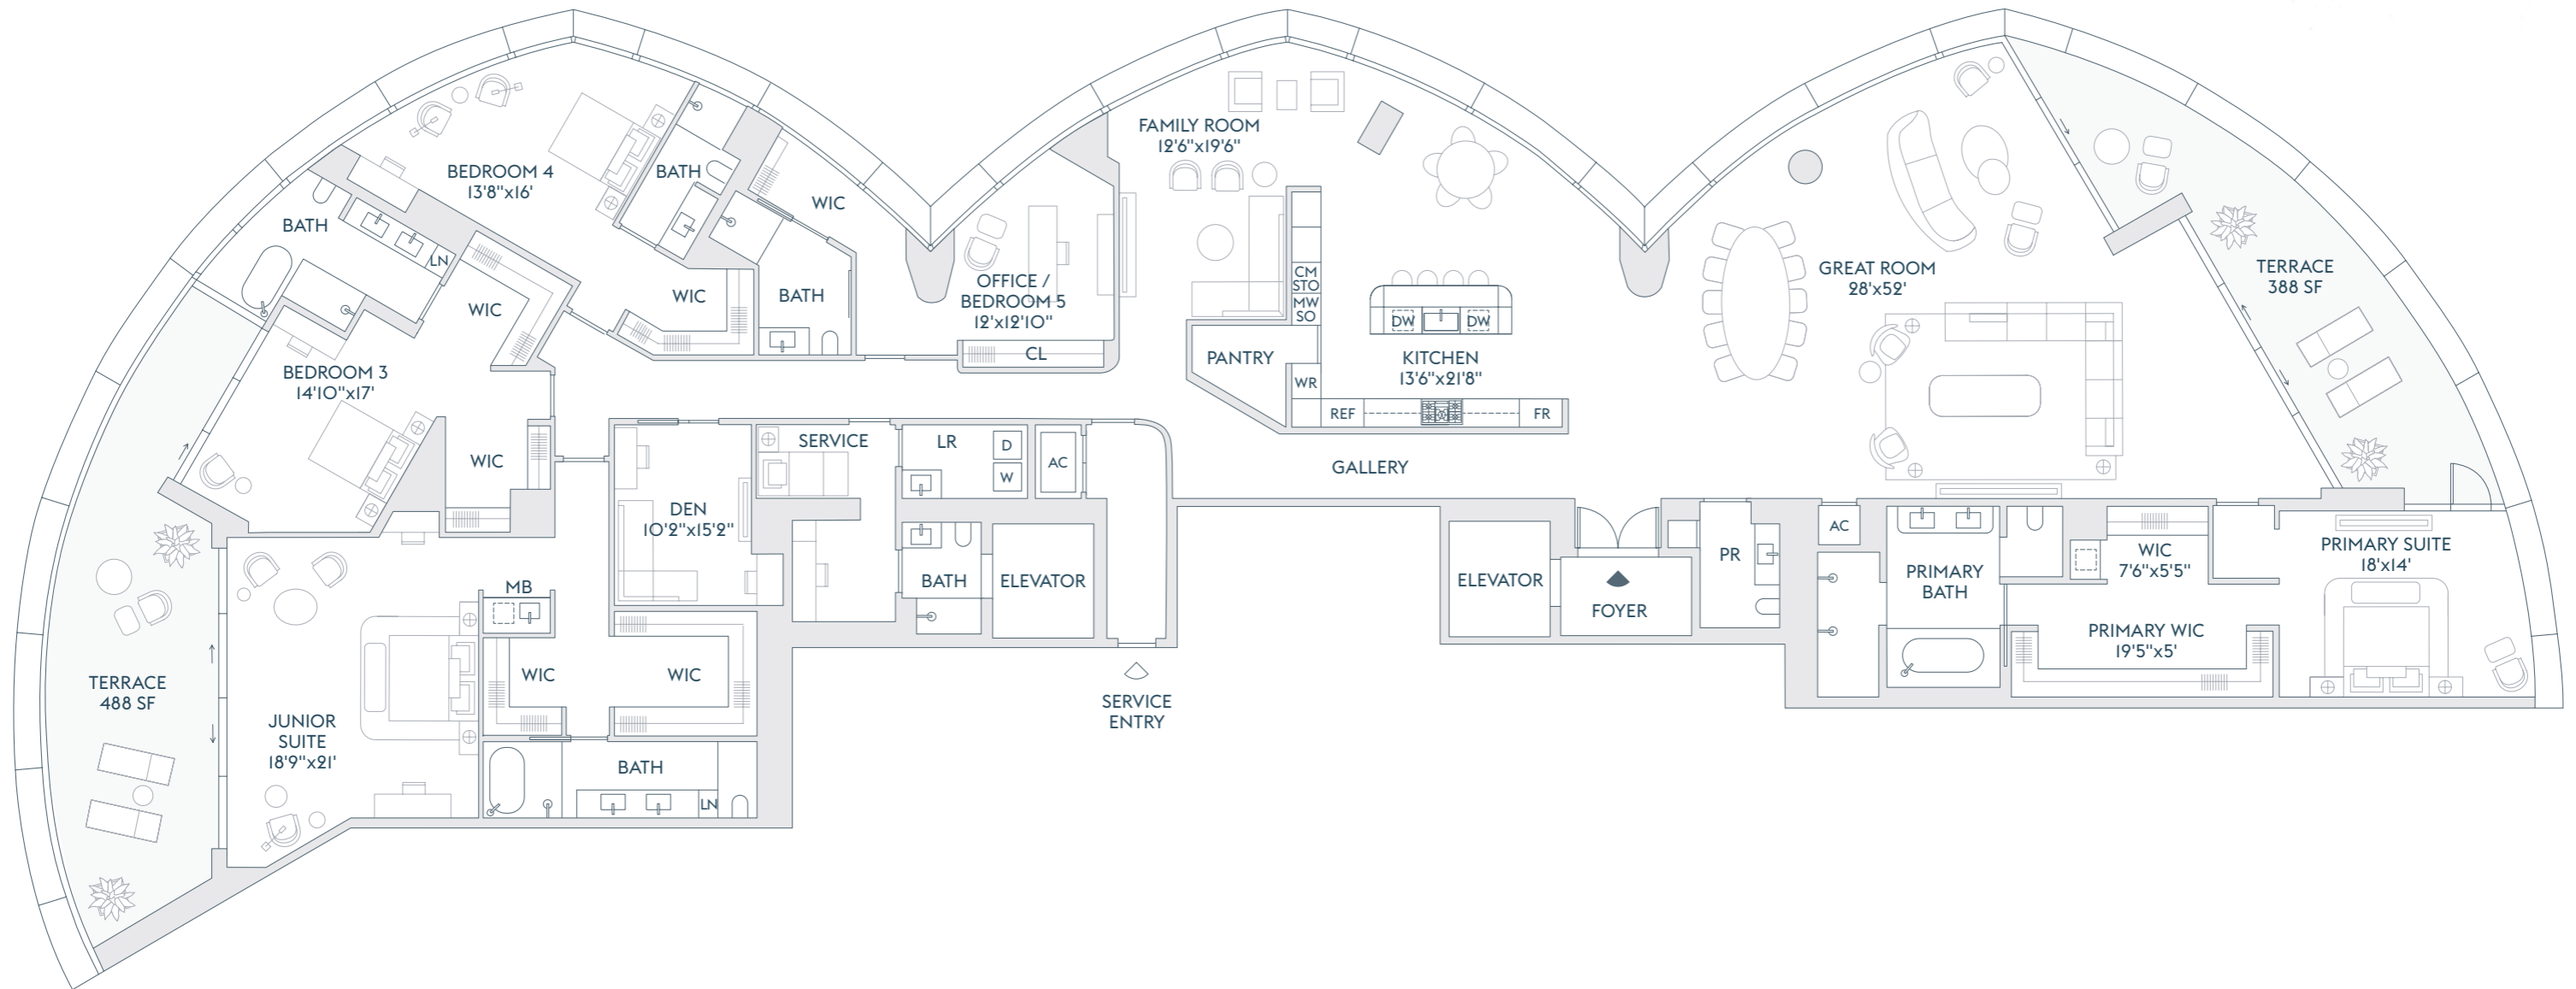 BEDROOM 4
13'8"x16'
BATH
WIC
BATH
LN
WIC
WIC
BATH
BEDROOM 3
14'10"x17'
WIC
OFFICE /
BEDROOM 5
12'x12'10"
CL
FAMILY ROOM
12'6"x19'6"
CM
STO
MW
SO
PANTRY
WR
DW
DW
KITCHEN
13'6"x21'8"
REF
FR
GREAT ROOM
28'x52'
TERRACE
388 SF
DEN
10'2"x15'2"
SERVICE
LR
D
W
AC
GALLERY
BATH
ELEVATOR
MB
WIC
WIC
TERRACE
488 SF
JUNIOR
SUITE
18'9"x21'
BATH
LN
SERVICE
ENTRY
ELEVATOR
FOYER
PR
AC
PRIMARY
BATH
WIC
7'6"x5'5"
PRIMARY WIC
19'5"x5'
PRIMARY SUITE
18'x14'